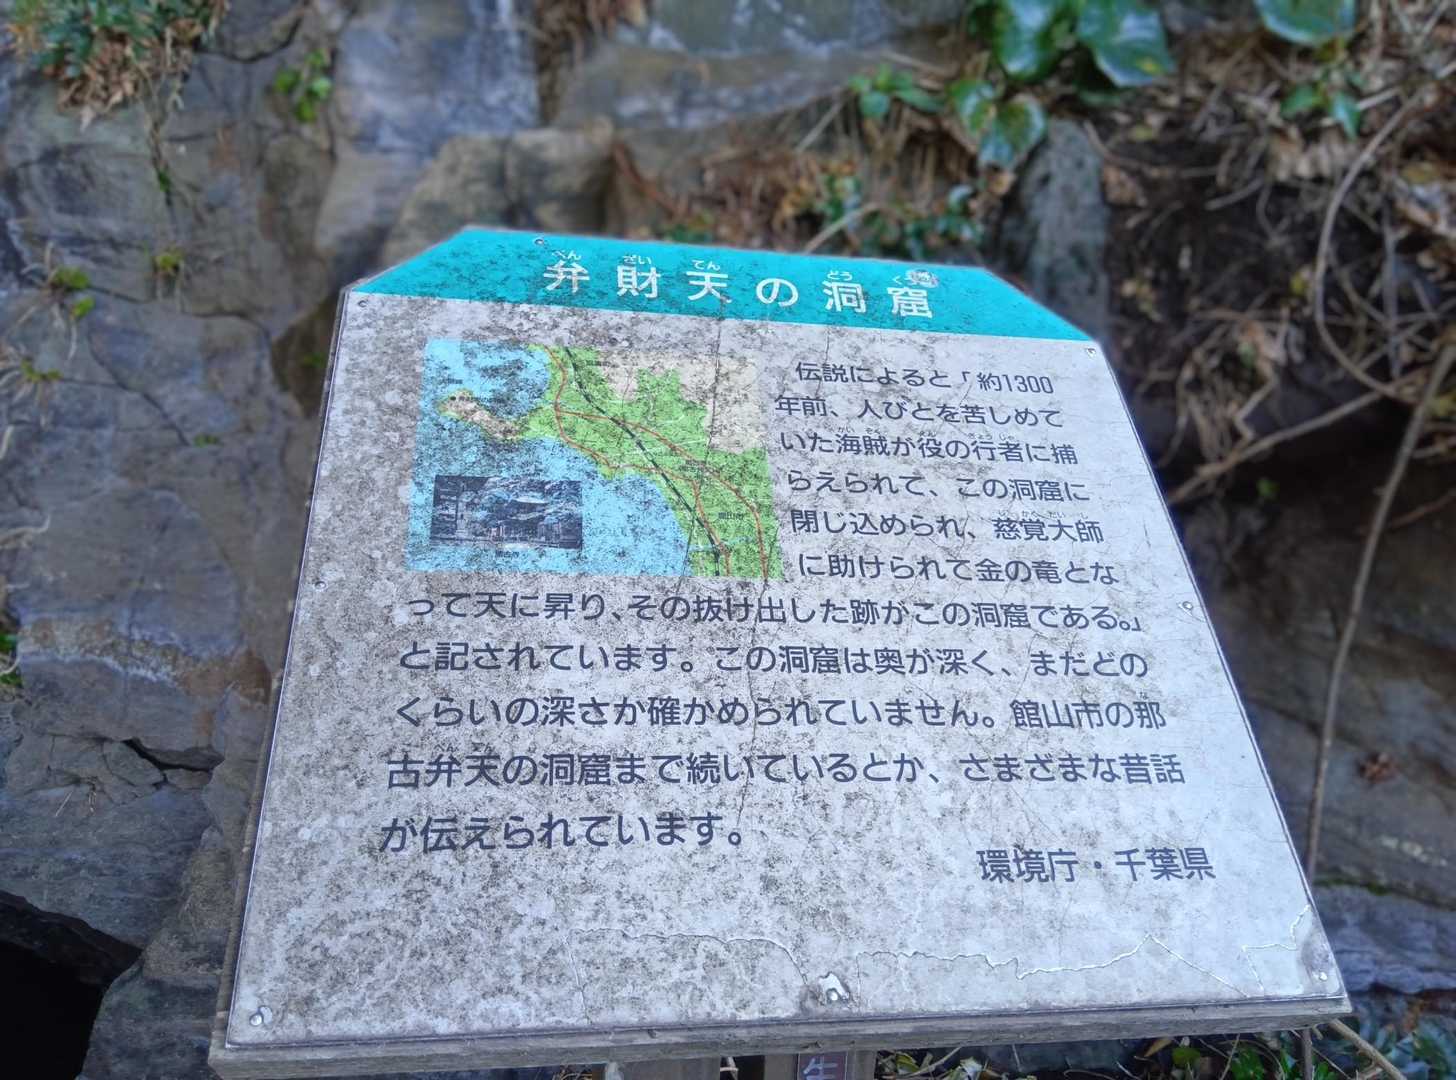 弁財天の洞窟
伝説によると「約1300
年前、人びとを苦しめて
いた海賊が役の行者に捕
らえられて、この洞窟に
閉じ込められ、慈覚大師
に助けられて金の竜とな
って天に昇り、その抜け出した跡がこの洞窟である。」
と記されています。この洞窟は奥が深く、まだどの
くらいの深さか確かめられていません。館山市の那
古弁天の洞窟まで続いているとか、さまざまな昔話
が伝えられています。
環境庁・千葉県